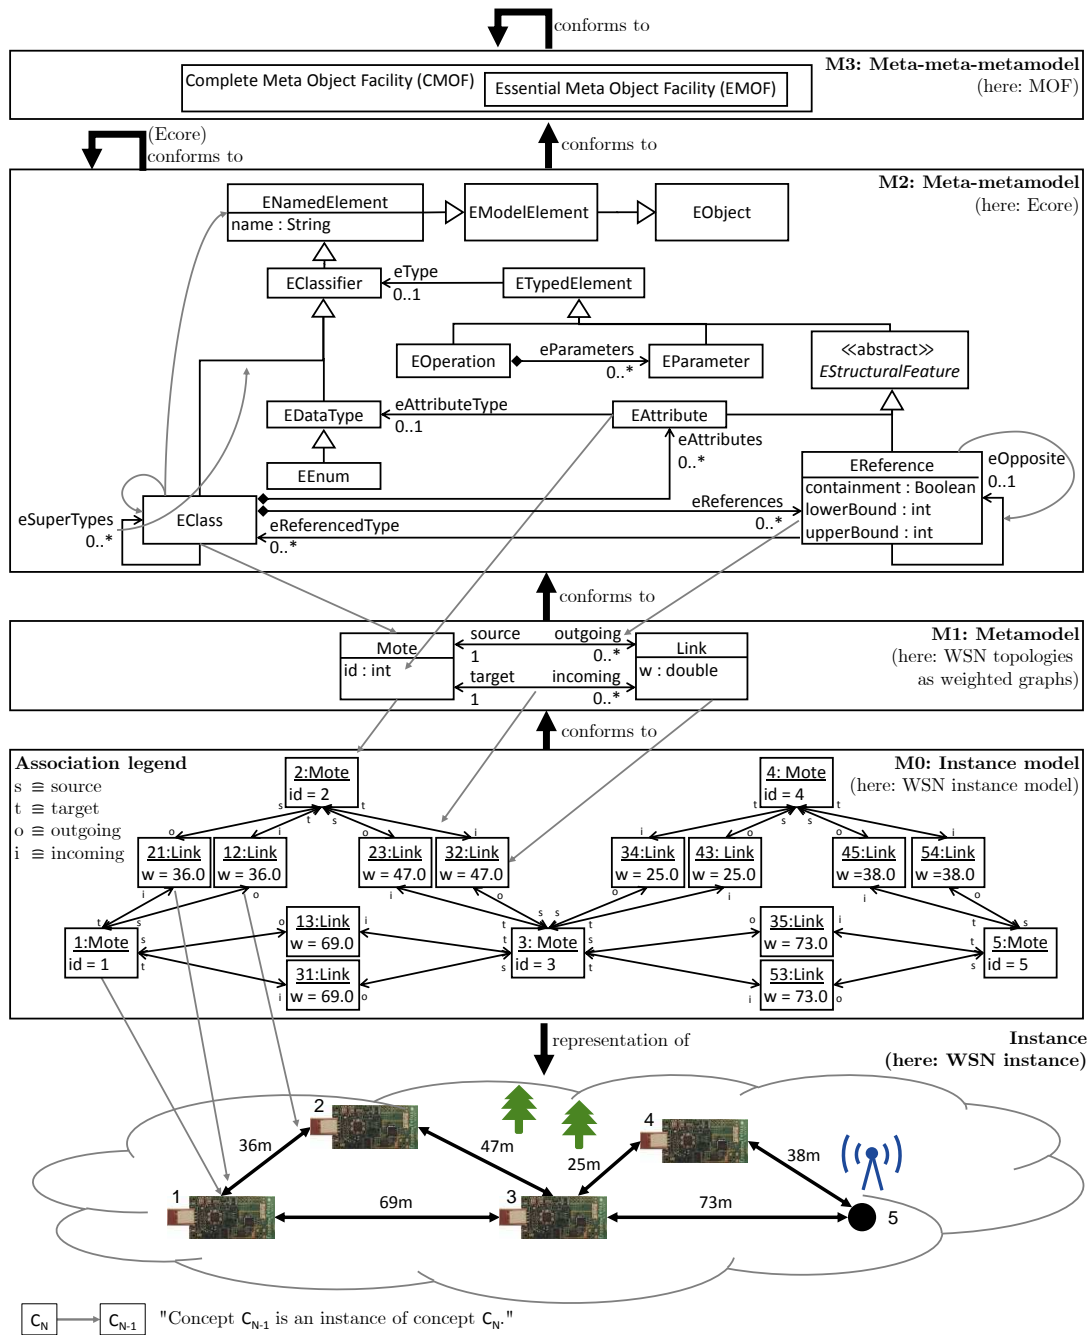 conforms to
M3: Meta-meta-metamodel
(here: MOF)
Complete Meta Object Facility (CMOF)
Essential Meta Object Facility (EMOF)
(Ecore)
conforms to
conforms to
M2: Meta-metamodel
(here: Ecore)
ENamedElement
name : String
EModelElement
EObject
EClassifier
eType
0..1
ETypedElement
EOperation
eParameters
0..*
EParameter
≪abstract≫
EStructuralFeature
EDataType
eAttributeType
0..1
EAttribute
eAttributes
0..*
EEnum
EReference
containment : Boolean
lowerBound : int
upperBound : int
eOpposite
0..1
eSuperTypes
0..*
EClass
eReferences
0..*
eReferencedType
0..*
conforms to
M1: Metamodel
(here: WSN topologies
as weighted graphs)
Mote
id : int
source
1
outgoing
0..*
target
1
incoming
0..*
Link
w : double
conforms to
Association legend
s ≘ source
t ≘ target
o ≘ outgoing
i ≘ incoming
M0: Instance model
(here: WSN instance model)
2:Mote
id = 2
4: Mote
id = 4
s t t s
t s s t
o i o i
i o o i
21:Link
w = 36.0
12:Link
w = 36.0
23:Link
w = 47.0
32:Link
w = 47.0
34:Link
w = 25.0
43: Link
w = 25.0
45:Link
w =38.0
54:Link
w =38.0
i o i o
o i i o
t s t s s t t s
1:Mote
id = 1
s
t
o 13:Link i
w = 69.0
i 31:Link o
w = 69.0
t
s
3: Mote
id = 3
s
t
o 35:Link i
w = 73.0
i 53:Link o
w = 73.0
t
s
5:Mote
id = 5
representation of
Instance
(here: WSN instance)
2
4
36m
47m
25m
38m
1
3
69m
73m
5
C_N
C_N-1
"Concept C_N-1 is an instance of concept C_N."